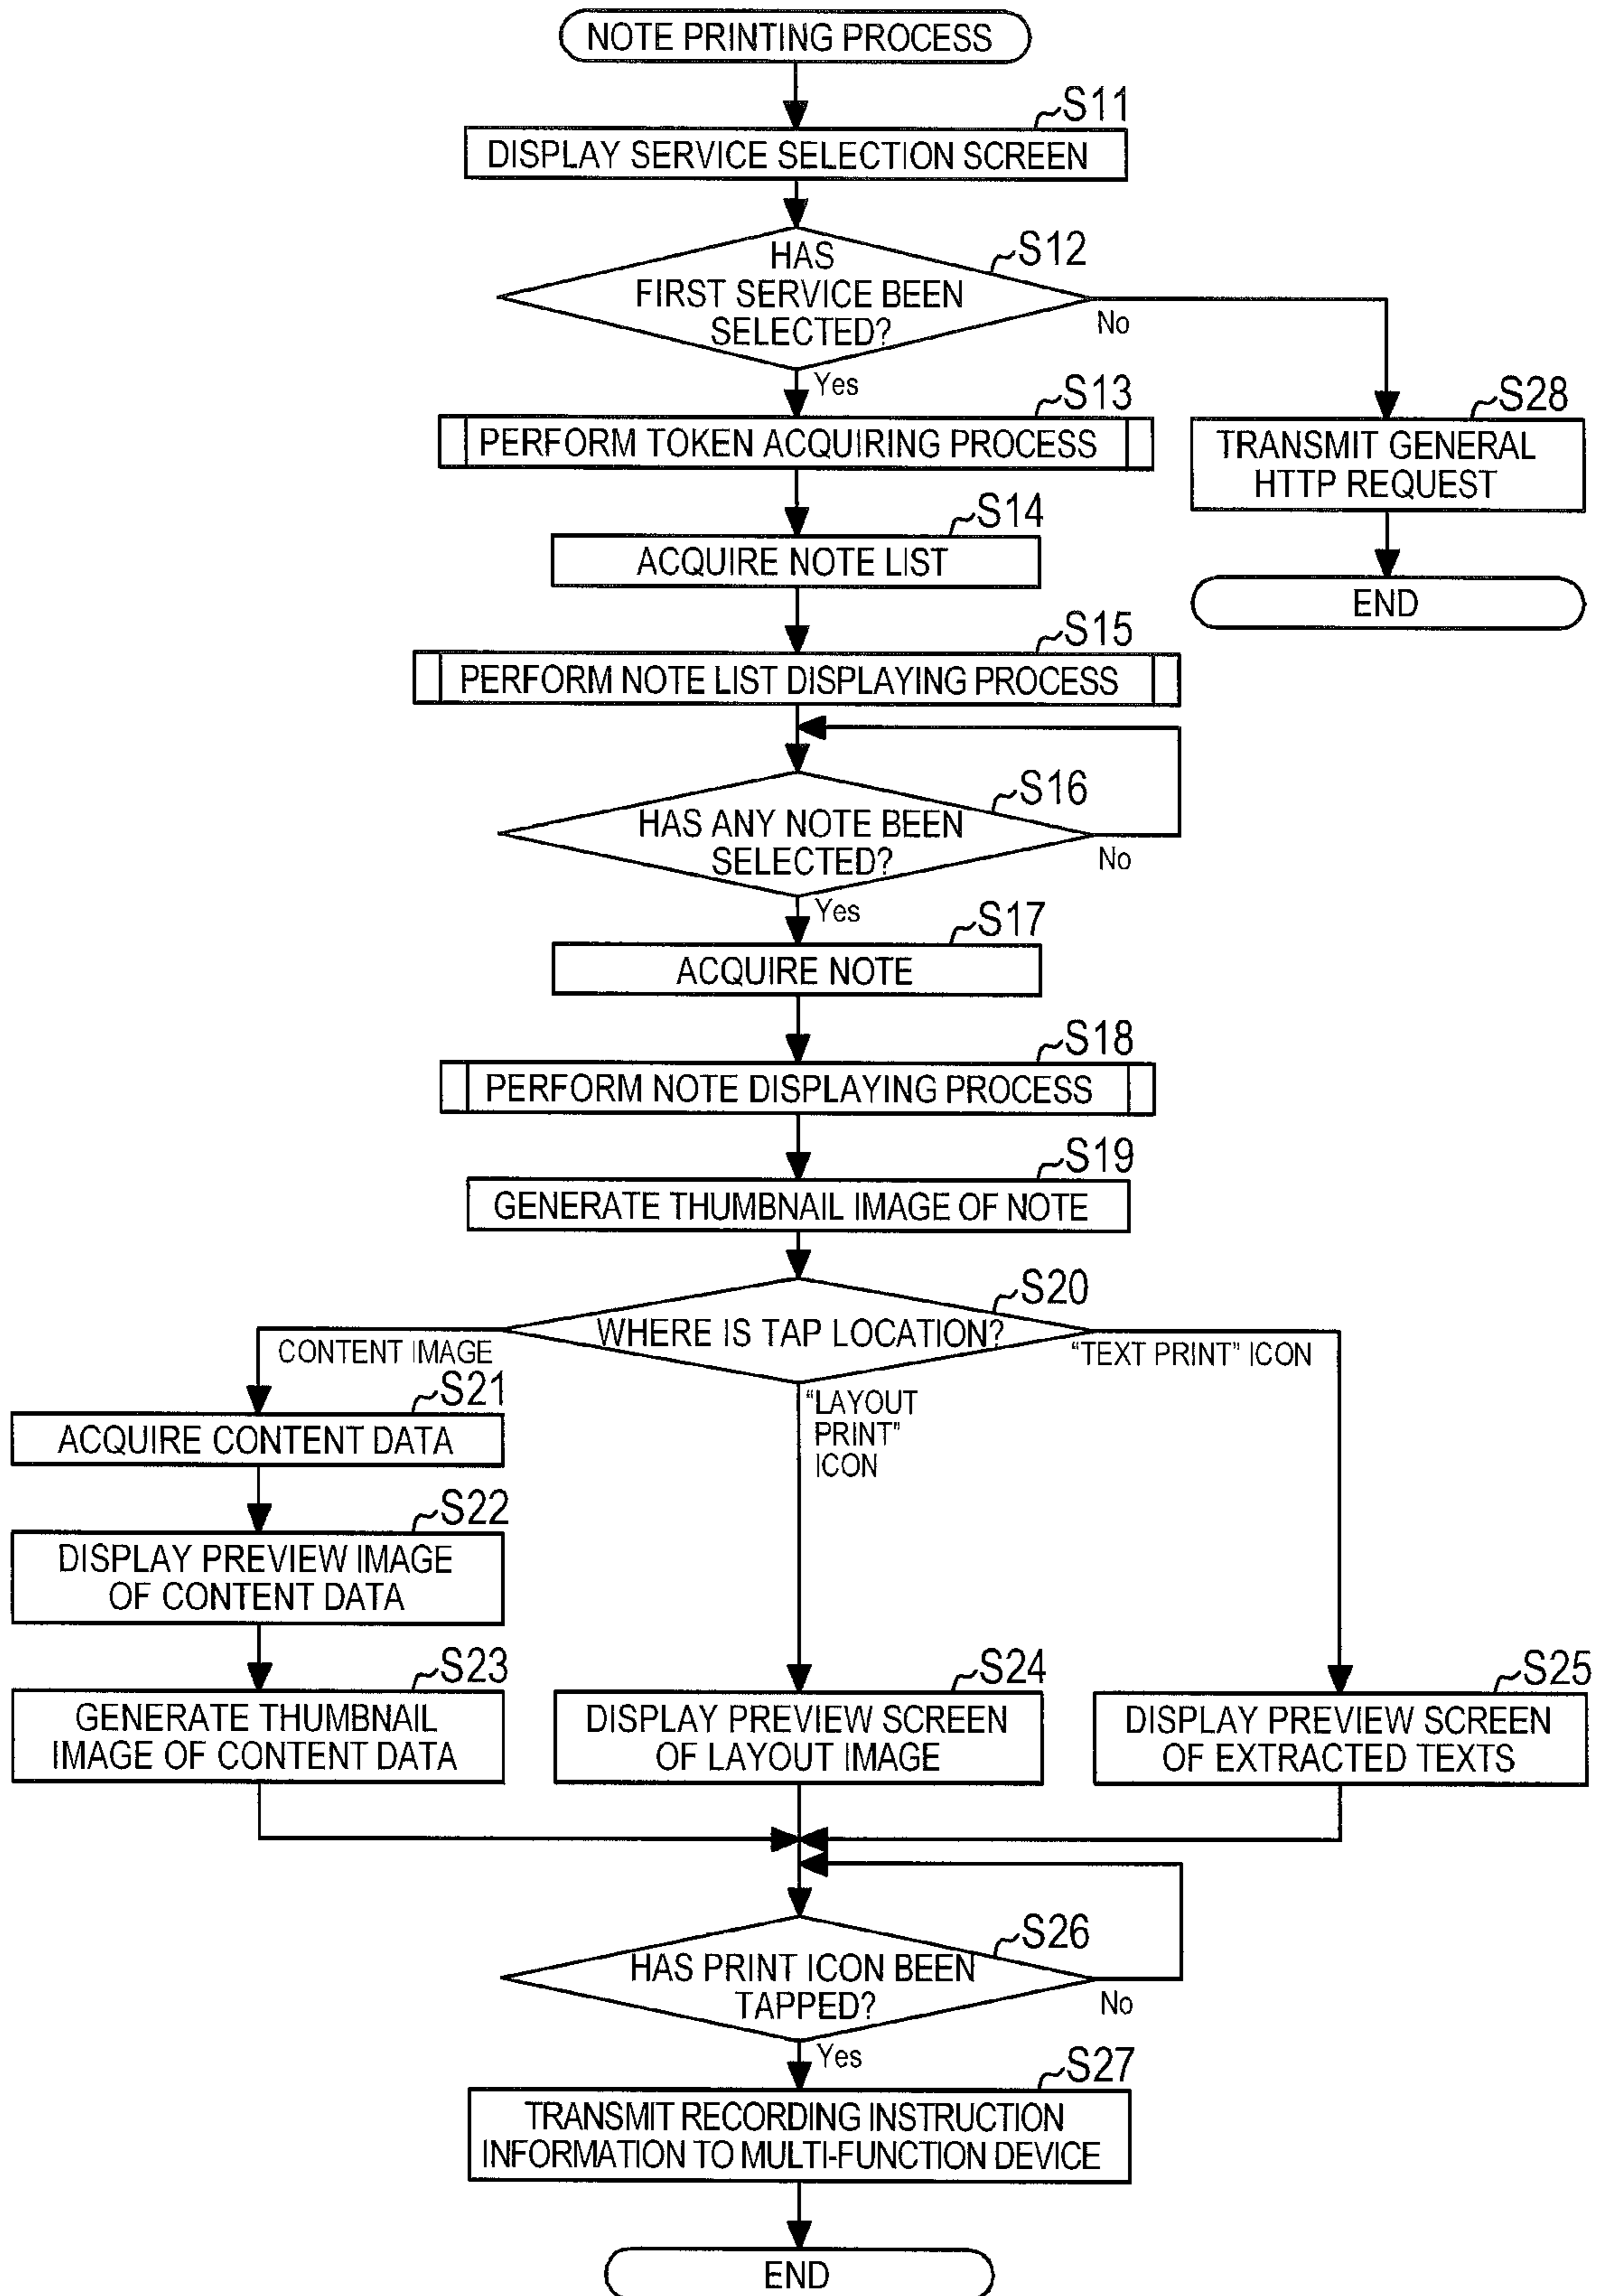 NOTE PRINTING PROCESS
S11
DISPLAY SERVICE SELECTION SCREEN
S12
HAS
FIRST SERVICE BEEN
SELECTED?
No
Yes
S13
PERFORM TOKEN ACQUIRING PROCESS
S28
TRANSMIT GENERAL
HTTP REQUEST
END
S14
ACQUIRE NOTE LIST
S15
PERFORM NOTE LIST DISPLAYING PROCESS
S16
HAS ANY NOTE BEEN
SELECTED?
No
Yes
S17
ACQUIRE NOTE
S18
PERFORM NOTE DISPLAYING PROCESS
S19
GENERATE THUMBNAIL IMAGE OF NOTE
S20
WHERE IS TAP LOCATION?
CONTENT IMAGE
"LAYOUT
PRINT"
ICON
"TEXT PRINT" ICON
S21
ACQUIRE CONTENT DATA
S22
DISPLAY PREVIEW IMAGE
OF CONTENT DATA
S23
GENERATE THUMBNAIL
IMAGE OF CONTENT DATA
S24
DISPLAY PREVIEW SCREEN
OF LAYOUT IMAGE
S25
DISPLAY PREVIEW SCREEN
OF EXTRACTED TEXTS
S26
HAS PRINT ICON BEEN
TAPPED?
No
Yes
S27
TRANSMIT RECORDING INSTRUCTION
INFORMATION TO MULTI-FUNCTION DEVICE
END